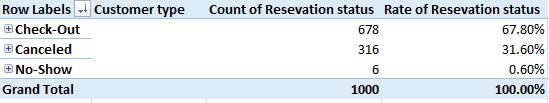 Row Labels Customer type Count of Resevation status Rate of Resevation status
Check-Out 678 67.80%
Canceled 316 31.60%
No-Show 6 0.60%
Grand Total 1000 100.00%